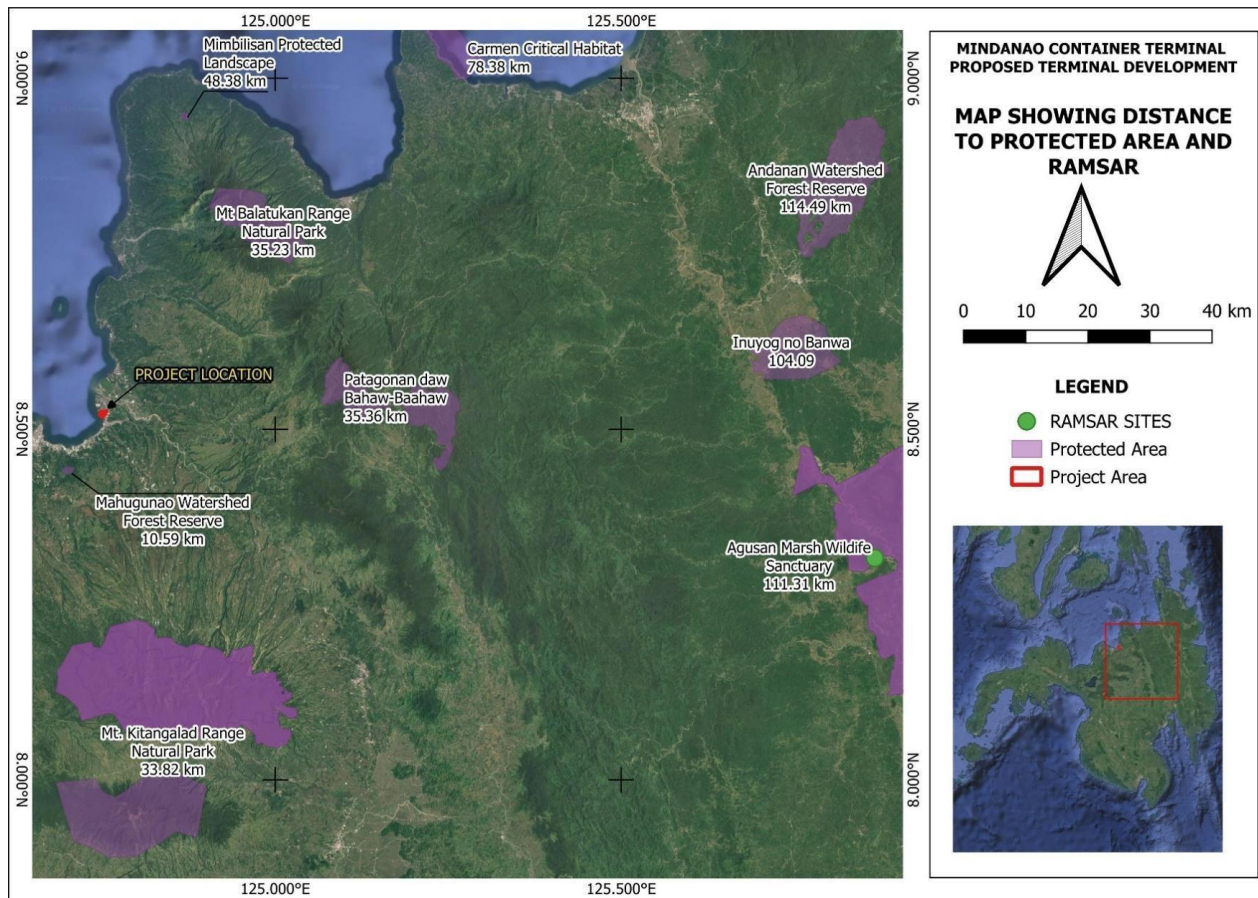 125.000°E
125.500°E
Mimbilisan Protected
Landscape
48.38 km
Carmen Critical Habitat
78.38 km
9.000°N
9.000°N
Andanan Watershed
Forest Reserve
114.49 km
Mt Balatukan Range
Natural Park
35.23 km
Inuyog no Banwa
104.09
PROJECT LOCATION
Patagonan daw
Bahaw-Baahaw
35.36 km
8.500°N
8.500°N
Mahugunao Watershed
Forest Reserve
10.59 km
Agusan Marsh Wildife
Sanctuary
111.31 km
Mt. Kitangalad Range
Natural Park
33.82 km
8.000°N
8.000°N
125.000°E
125.500°E
MINDANAO CONTAINER TERMINAL
PROPOSED TERMINAL DEVELOPMENT
MAP SHOWING DISTANCE
TO PROTECTED AREA AND
RAMSAR
0 10 20 30 40 km
LEGEND
RAMSAR SITES
Protected Area
Project Area